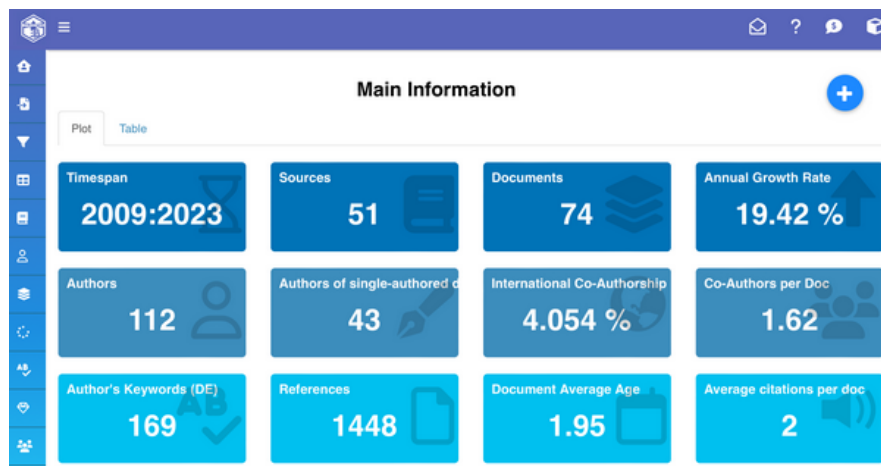 Main Information
Plot
Table
Timespan
2009:2023
Sources
51
Documents
74
Annual Growth Rate
19.42 %
Authors
112
Authors of single-authored d
43
International Co-Authorship
4.054 %
Co-Authors per Doc
1.62
Author's Keywords (DE)
169
References
1448
Document Average Age
1.95
Average citations per doc
2